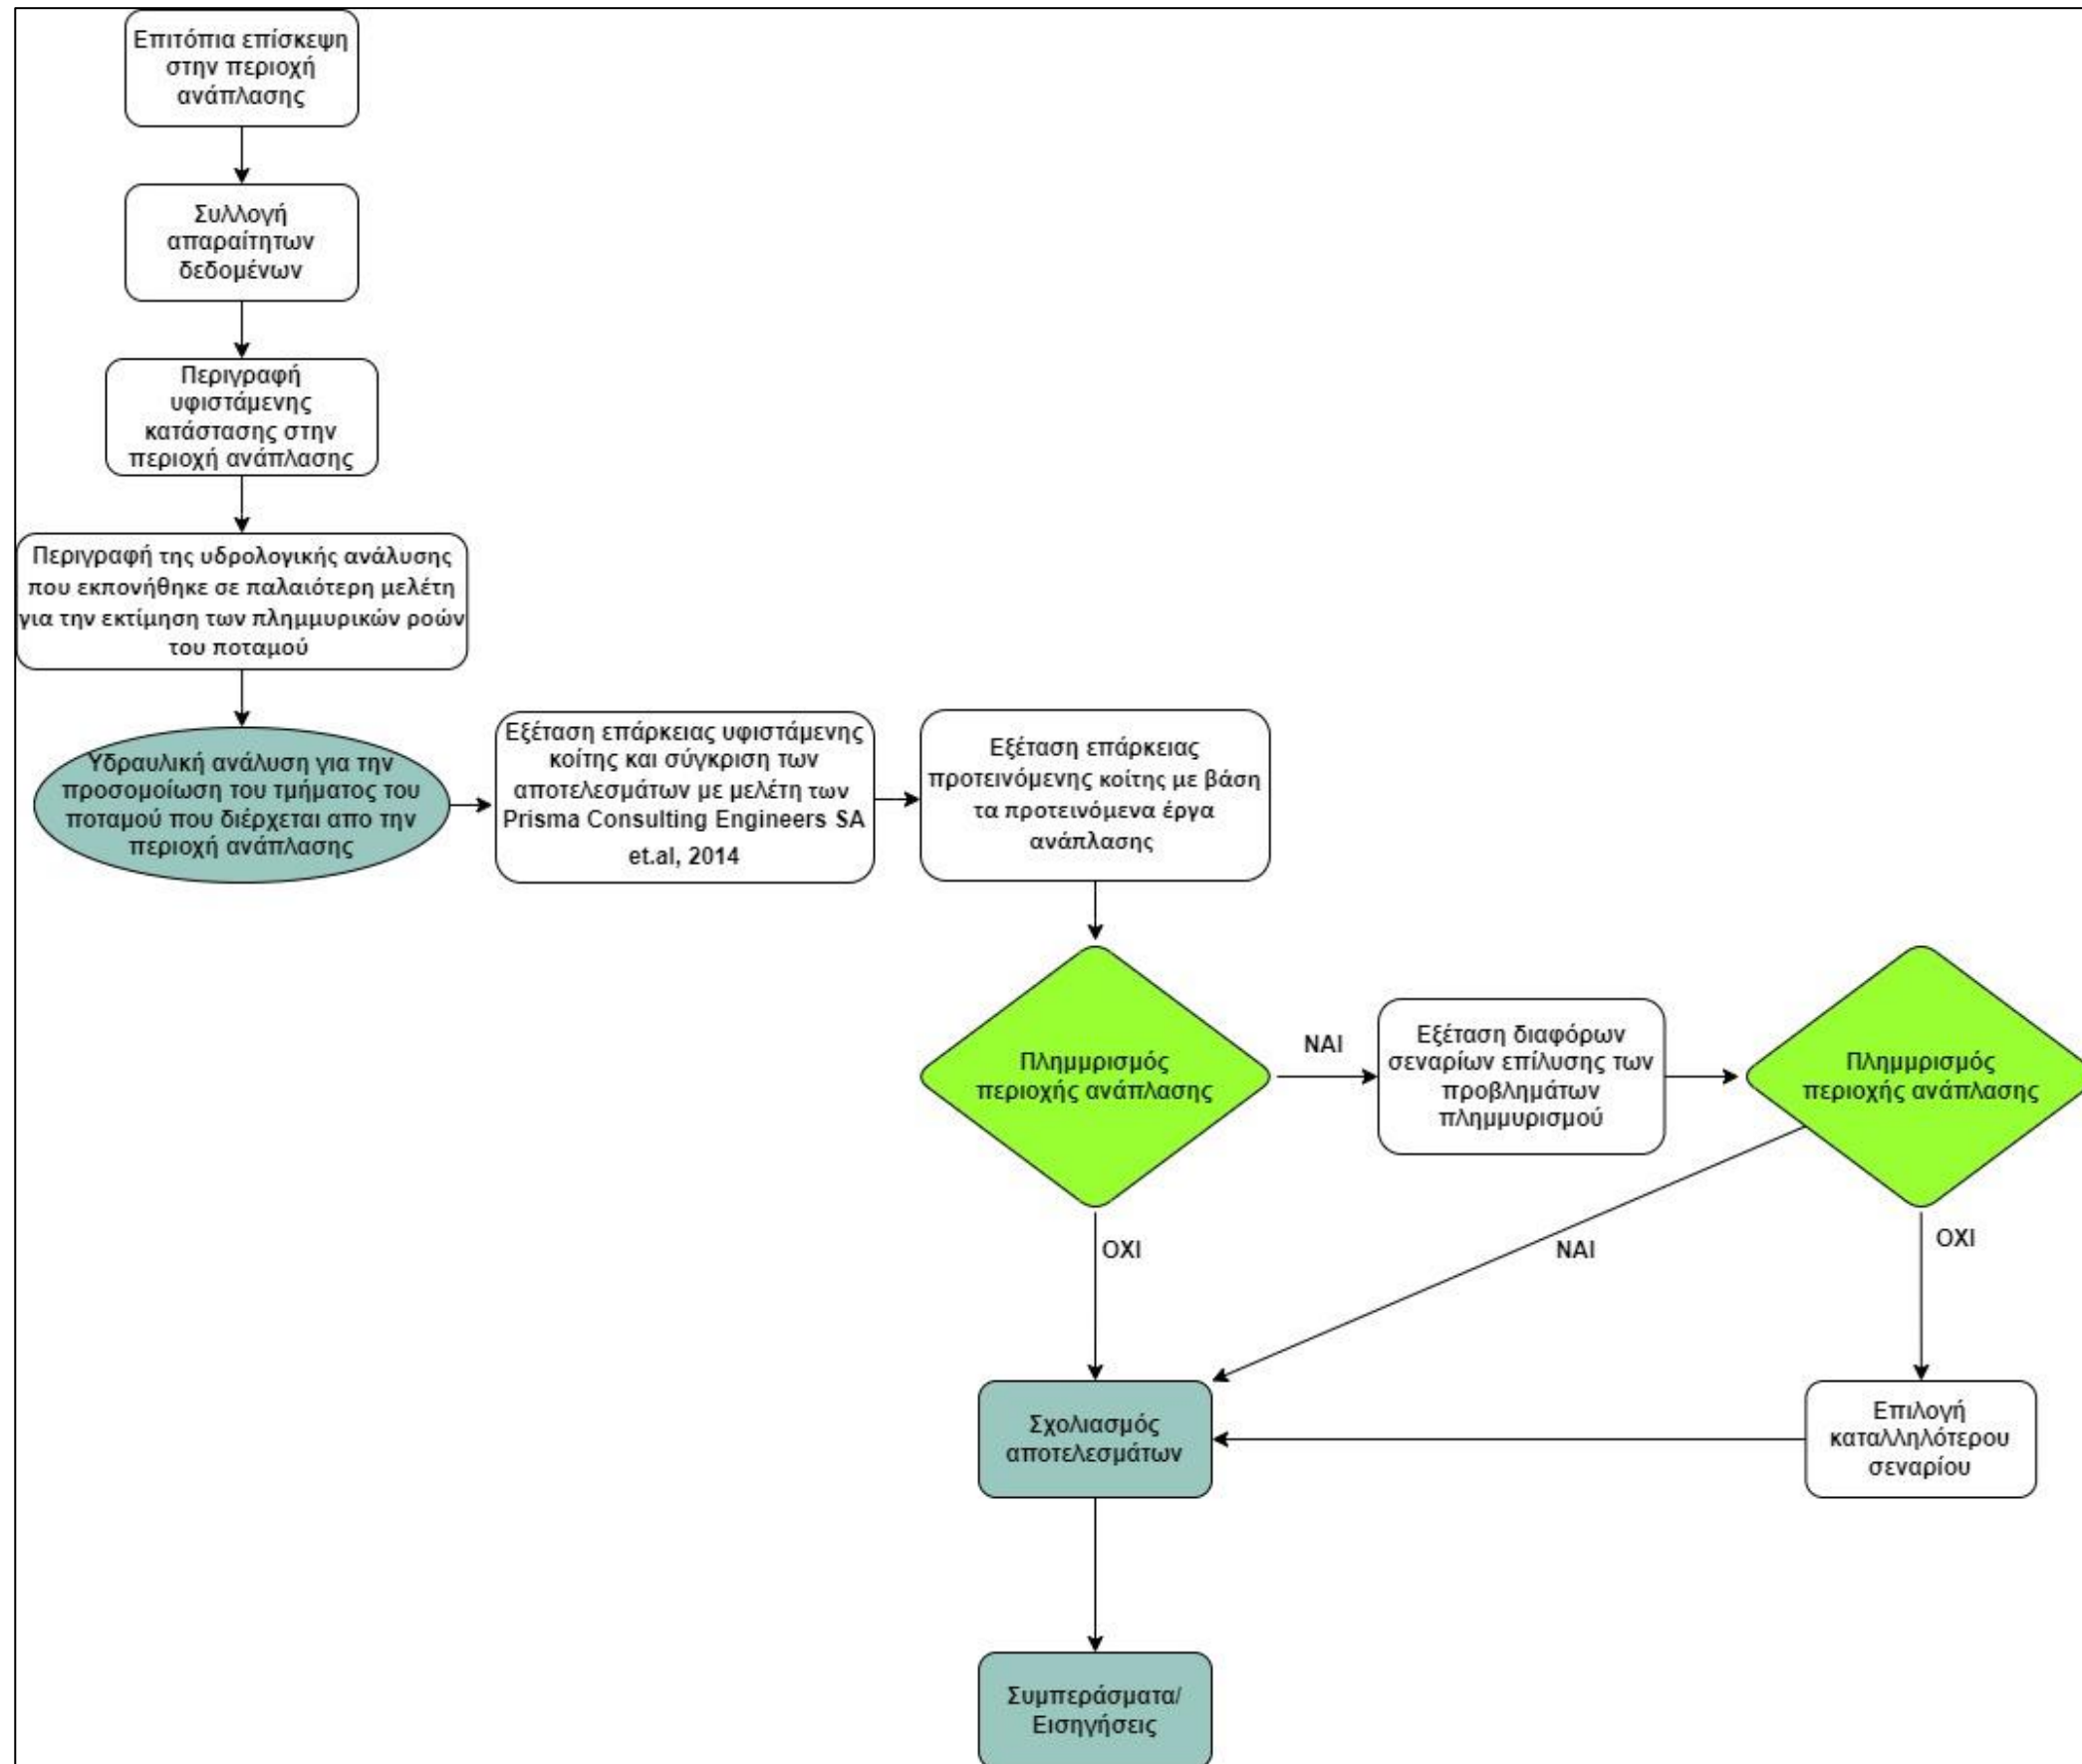 Επιτόπια επίσκεψη
στην περιοχή
ανάπλασης
Συλλογή
απαραίτητων
δεδομένων
Περιγραφή
υφιστάμενης
κατάστασης στην
περιοχή ανάπλασης
Περιγραφή της υδρολογικής ανάλυσης
που εκπονήθηκε σε παλαιότερη μελέτη
για την εκτίμηση των πλημμυρικών ροών
του ποταμού
Υδραυλική ανάλυση για την
προσομοίωση του τμήματος του
ποταμού που διέρχεται απο την
περιοχή ανάπλασης
Εξέταση επάρκειας υφιστάμενης
κοίτης και σύγκριση των
αποτελεσμάτων με μελέτη των
Prisma Consulting Engineers SA
et.al, 2014
Εξέταση επάρκειας
προτεινόμενης κοίτης με βάση
τα προτεινόμενα έργα
ανάπλασης
Πλημμρισμός
περιοχής ανάπλασης
ΝΑΙ
Εξέταση διαφόρων
σεναρίων επίλυσης των
προβλημάτων
πλημμυρισμού
Πλημμρισμός
περιοχής ανάπλασης
ΟΧΙ
ΝΑΙ
ΟΧΙ
Σχολιασμός
αποτελεσμάτων
Επιλογή
καταλληλότερου
σεναρίου
Συμπεράσματα/
Εισηγήσεις